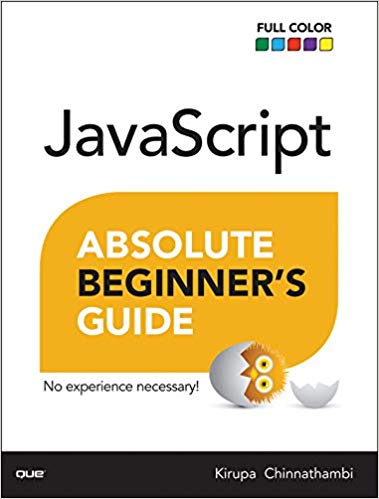 FULL COLOR
JavaScript
ABSOLUTE
BEGINNER'S
GUIDE
No experience necessary!
que
Kirupa Chinnathambi